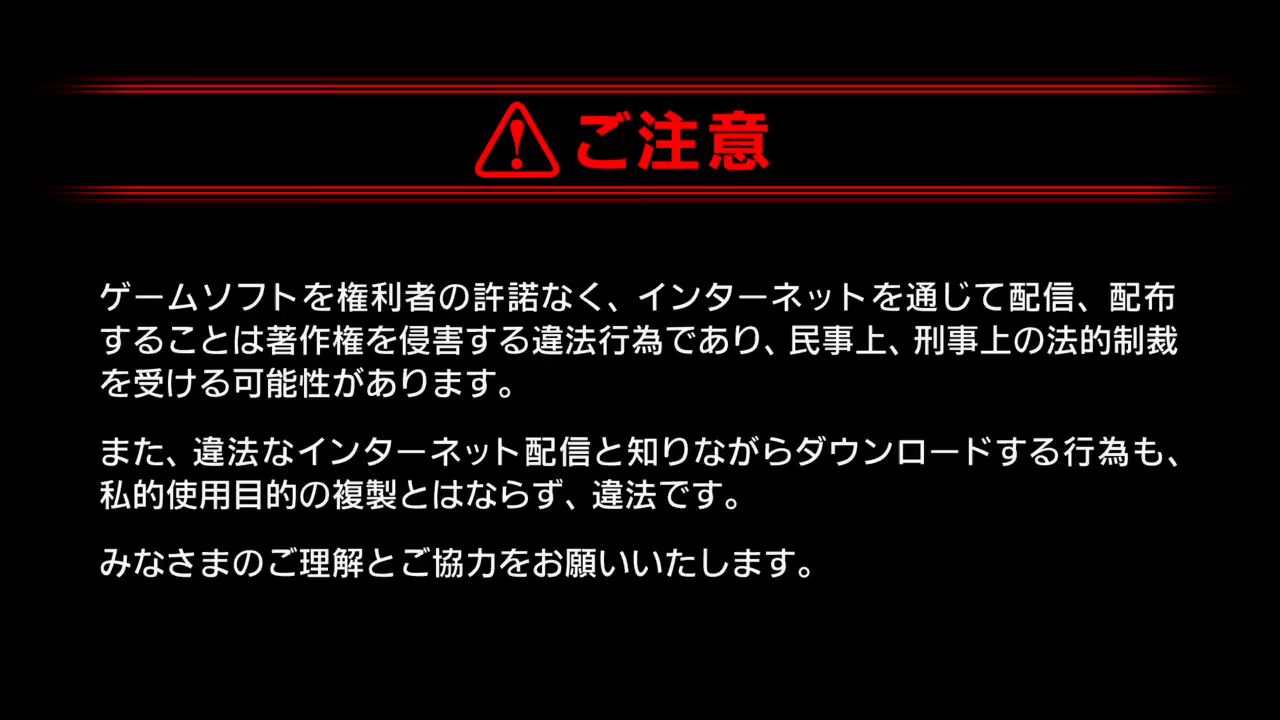 ご注意
ゲームソフトを権利者の許諾なく、インターネットを通じて配信、配布
することは著作権を侵害する違法行為であり、民事上、刑事上の法的制裁
を受ける可能性があります。
また、違法なインターネット配信と知りながらダウンロードする行為も、
私的使用目的の複製とはならず、違法です。
みなさまのご理解とご協力をお願いいたします。